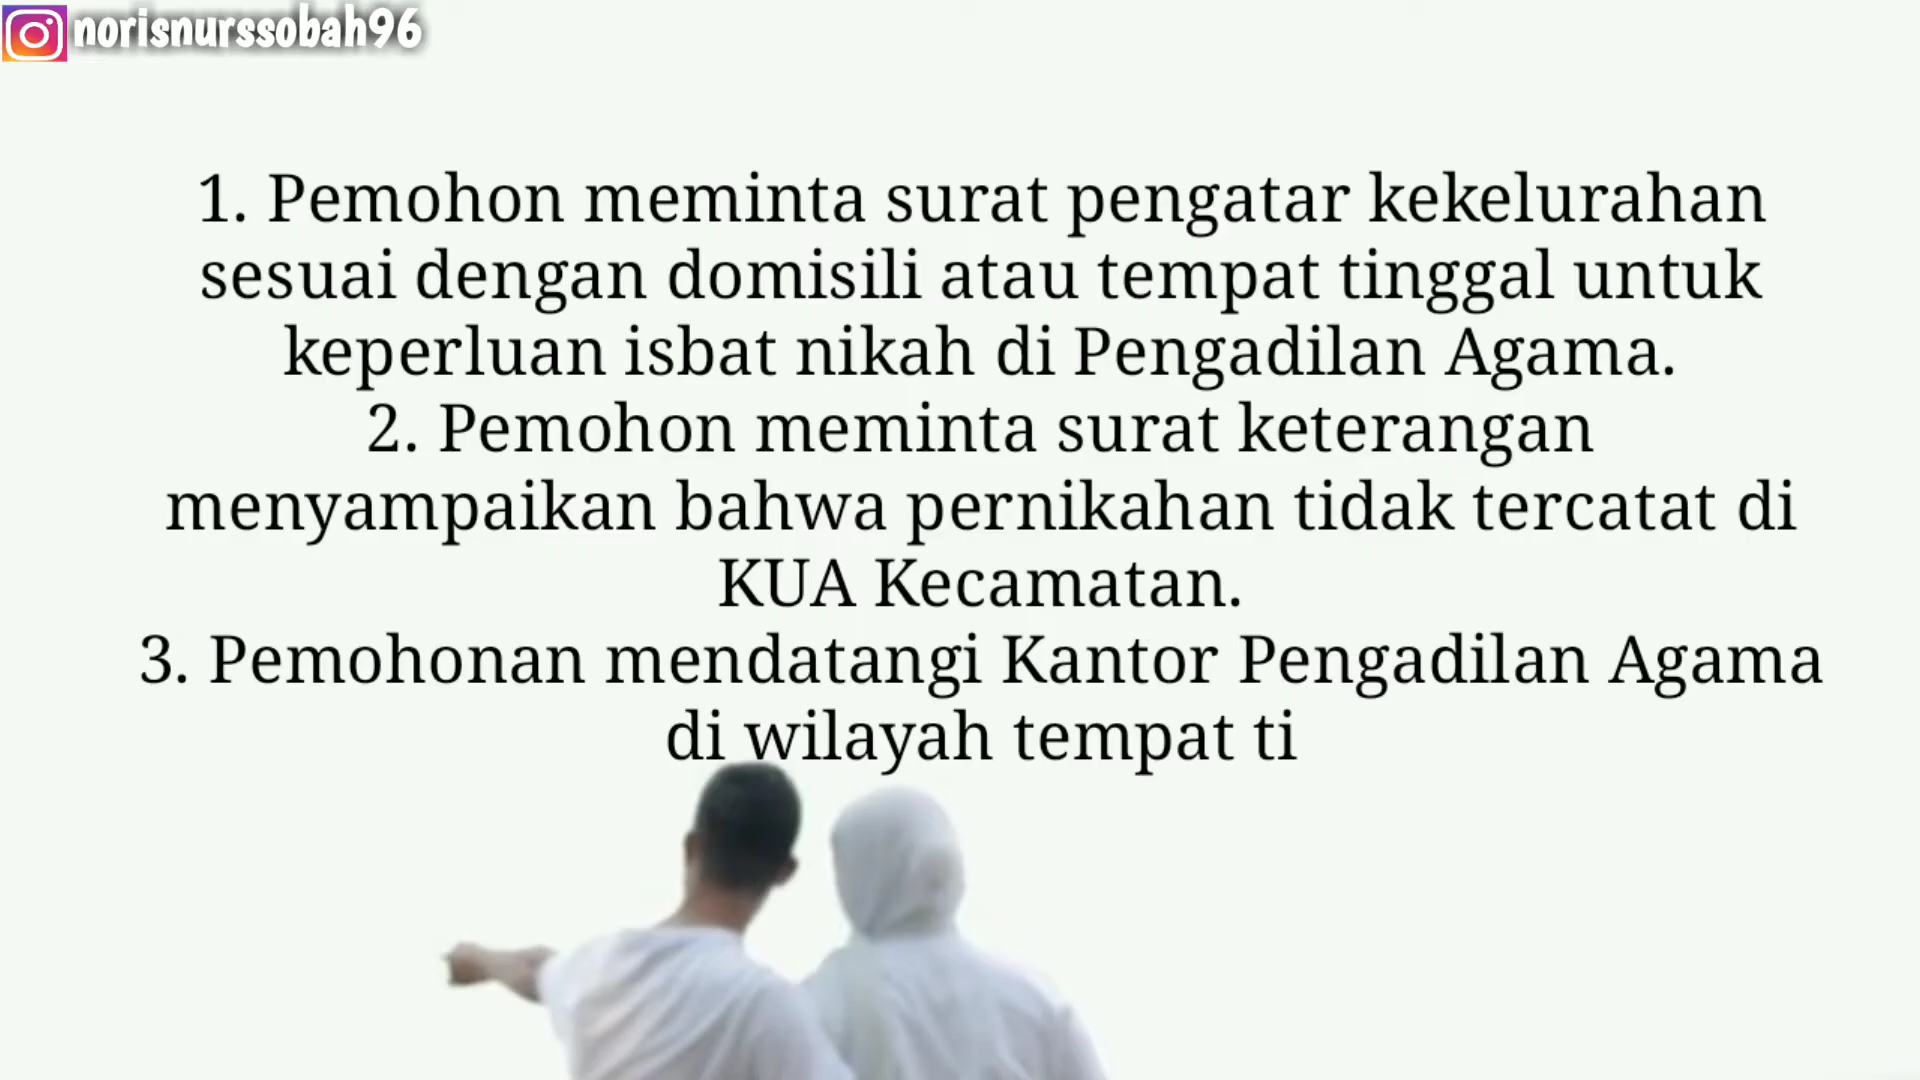 norisnurssobah96
1. Pemohon meminta surat pengatar kekelurahan
sesuai dengan domisili atau tempat tinggal untuk
keperluan isbat nikah di Pengadilan Agama.
2. Pemohon meminta surat keterangan
menyampaikan bahwa pernikahan tidak tercatat di
KUA Kecamatan.
3. Pemohonan mendatangi Kantor Pengadilan Agama
di wilayah tempat ti